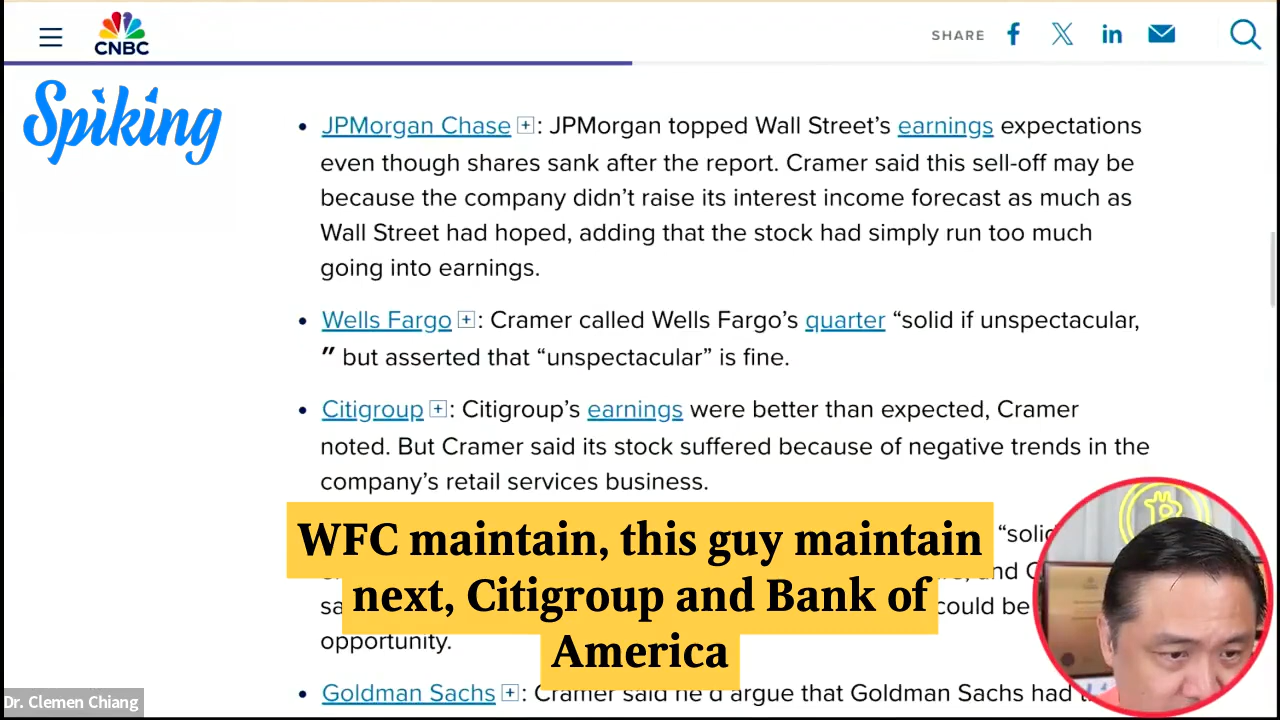 CNBC
SHARE
Spiking
• JPMorgan Chase +: JPMorgan topped Wall Street’s earnings expectations
even though shares sank after the report. Cramer said this sell-off may be
because the company didn’t raise its interest income forecast as much as
Wall Street had hoped, adding that the stock had simply run too much
going into earnings.
• Wells Fargo +: Cramer called Wells Fargo’s quarter “solid if unspectacular,
” but asserted that “unspectacular” is fine.
• Citigroup +: Citigroup’s earnings were better than expected, Cramer
noted. But Cramer said its stock suffered because of negative trends in the
company’s retail services business.
WFC maintain, this guy maintain
next, Citigroup and Bank of
America
and
could be
opportunity.
• Goldman Sachs +: Cramer said he’d argue that Goldman Sachs had
Dr. Clemen Chiang